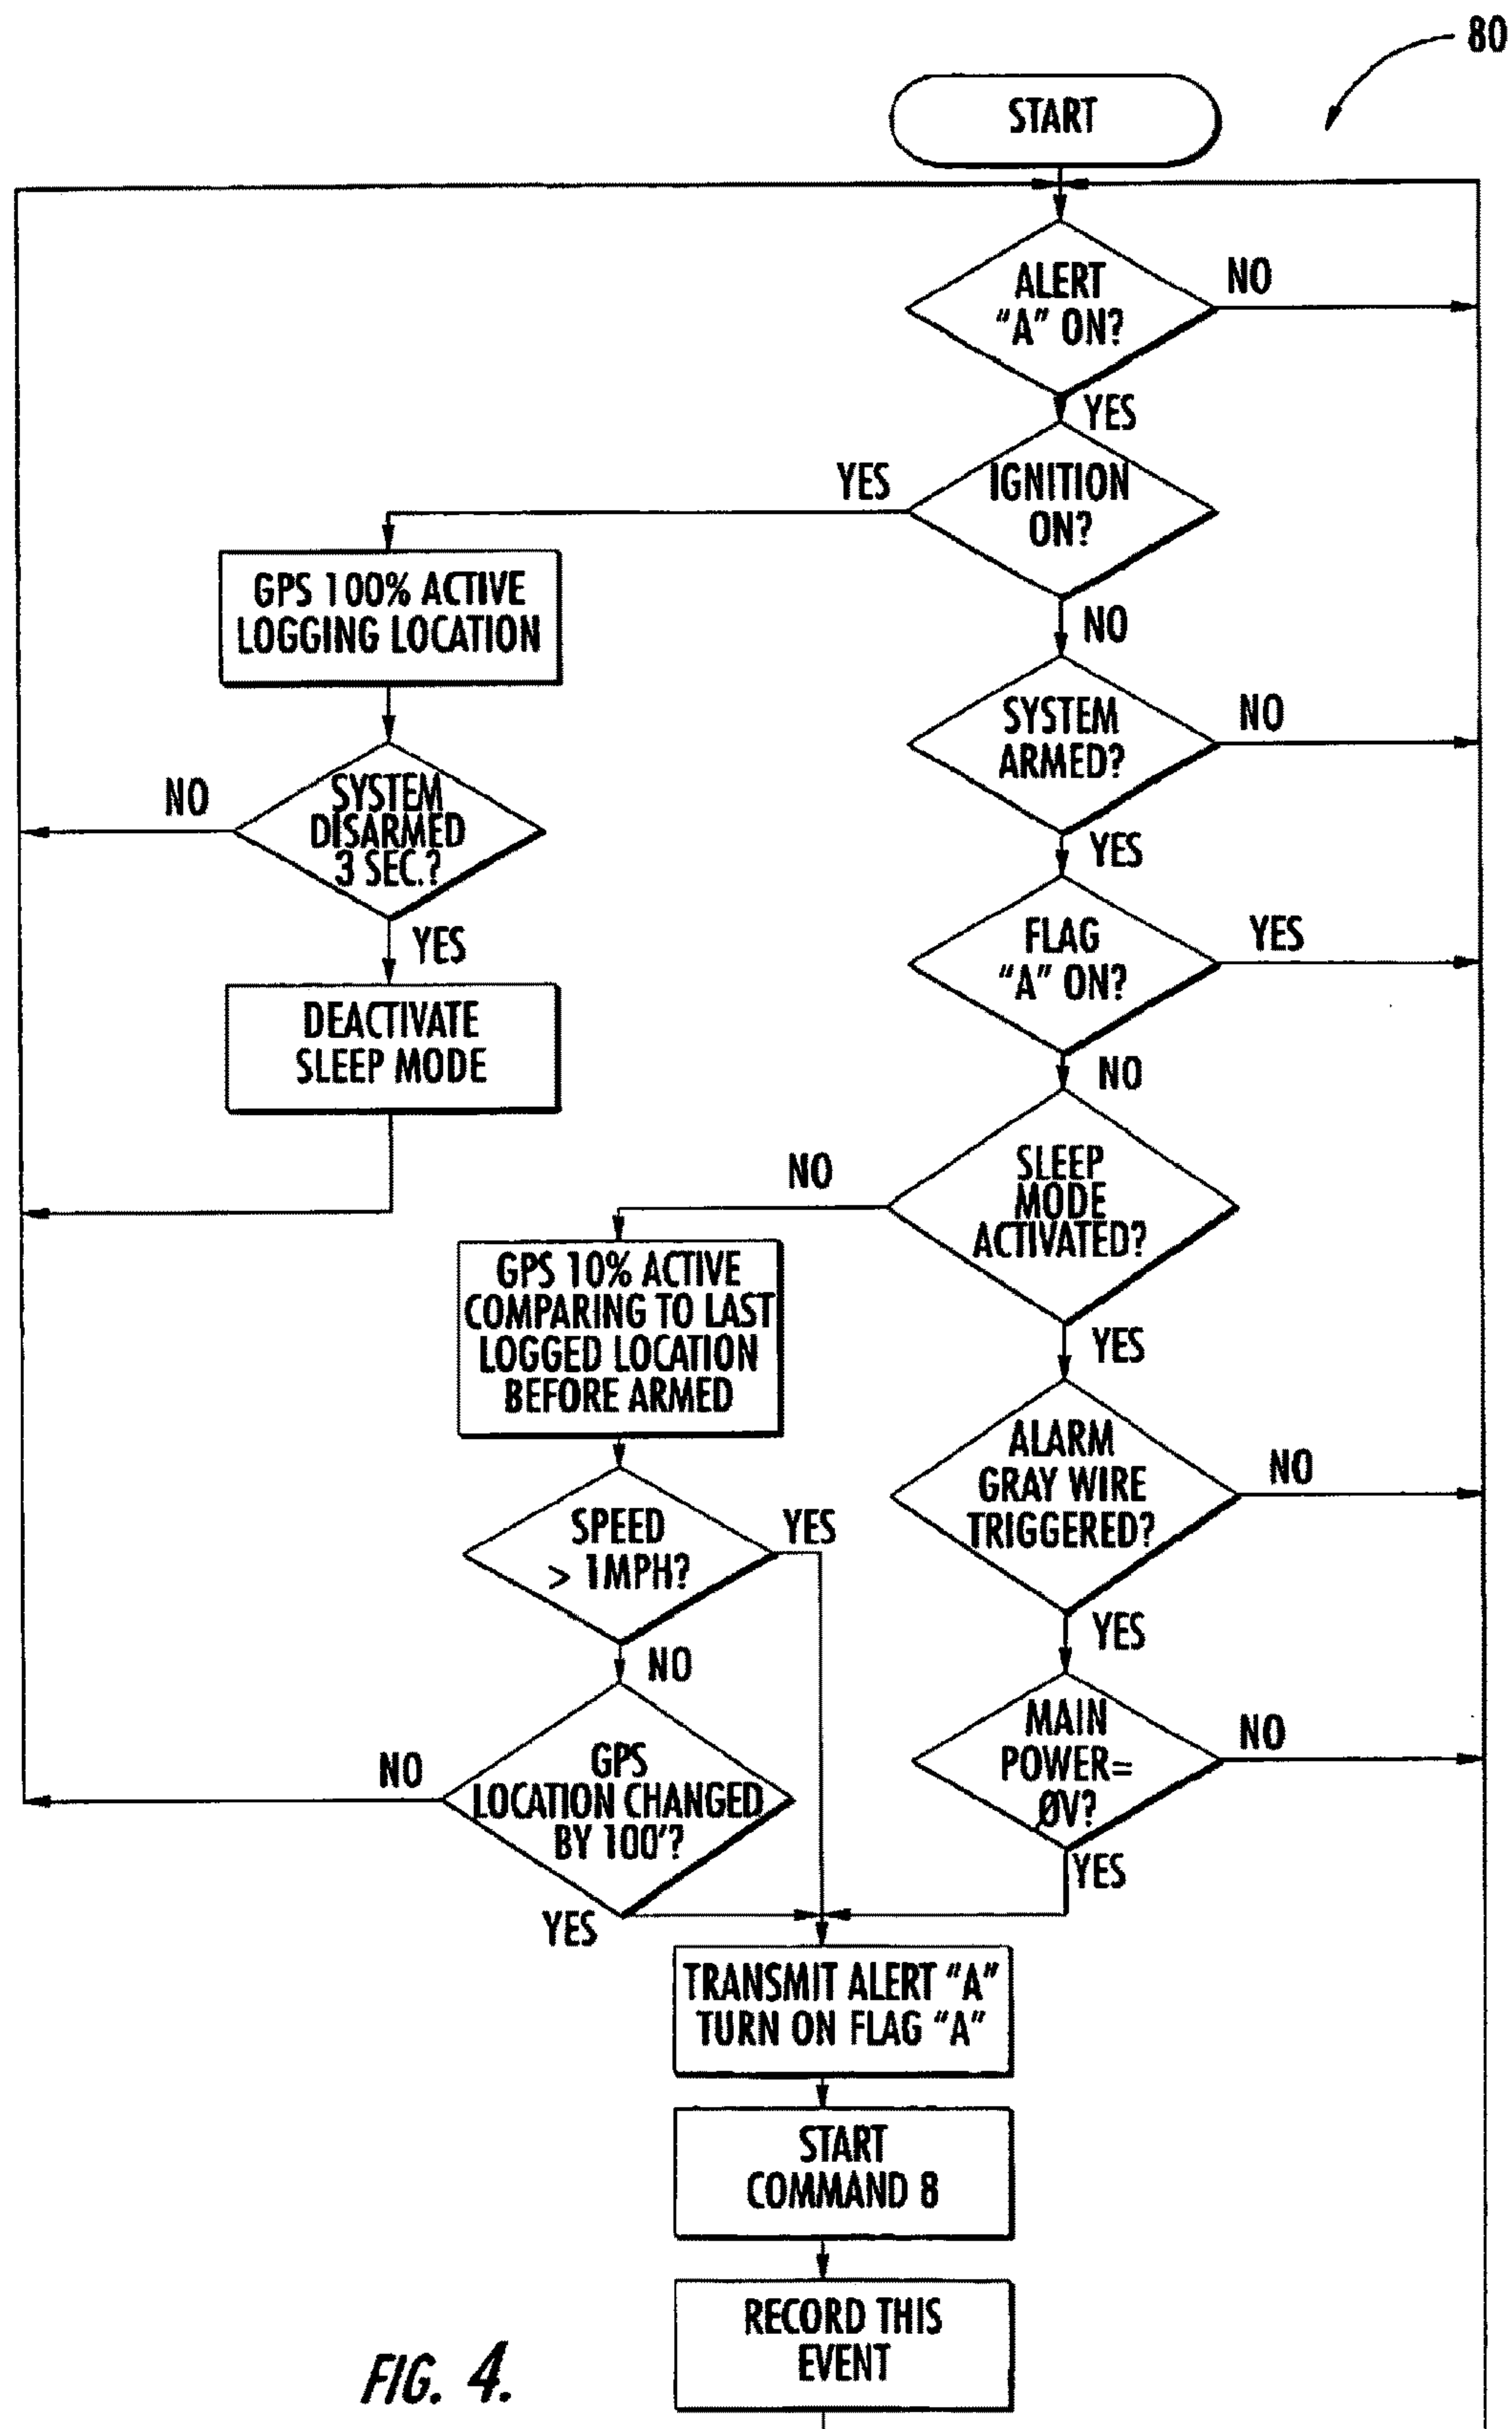 80
START
ALERT
"A" ON?
NO
YES
IGNITION
ON?
YES
NO
GPS 100% ACTIVE
LOGGING LOCATION
SYSTEM
ARMED?
NO
YES
SYSTEM
DISARMED
3 SEC.?
NO
YES
FLAG
"A" ON?
YES
NO
DEACTIVATE
SLEEP MODE
SLEEP
MODE
ACTIVATED?
NO
YES
GPS 10% ACTIVE
COMPARING TO LAST
LOGGED LOCATION
BEFORE ARMED
ALARM
GRAY WIRE
TRIGGERED?
NO
YES
SPEED
> 1MPH?
YES
NO
MAIN
POWER=
ØV?
NO
YES
GPS
LOCATION CHANGED
BY 100'?
NO
YES
TRANSMIT ALERT "A"
TURN ON FLAG "A"
START
COMMAND 8
RECORD THIS
EVENT
FIG. 4.